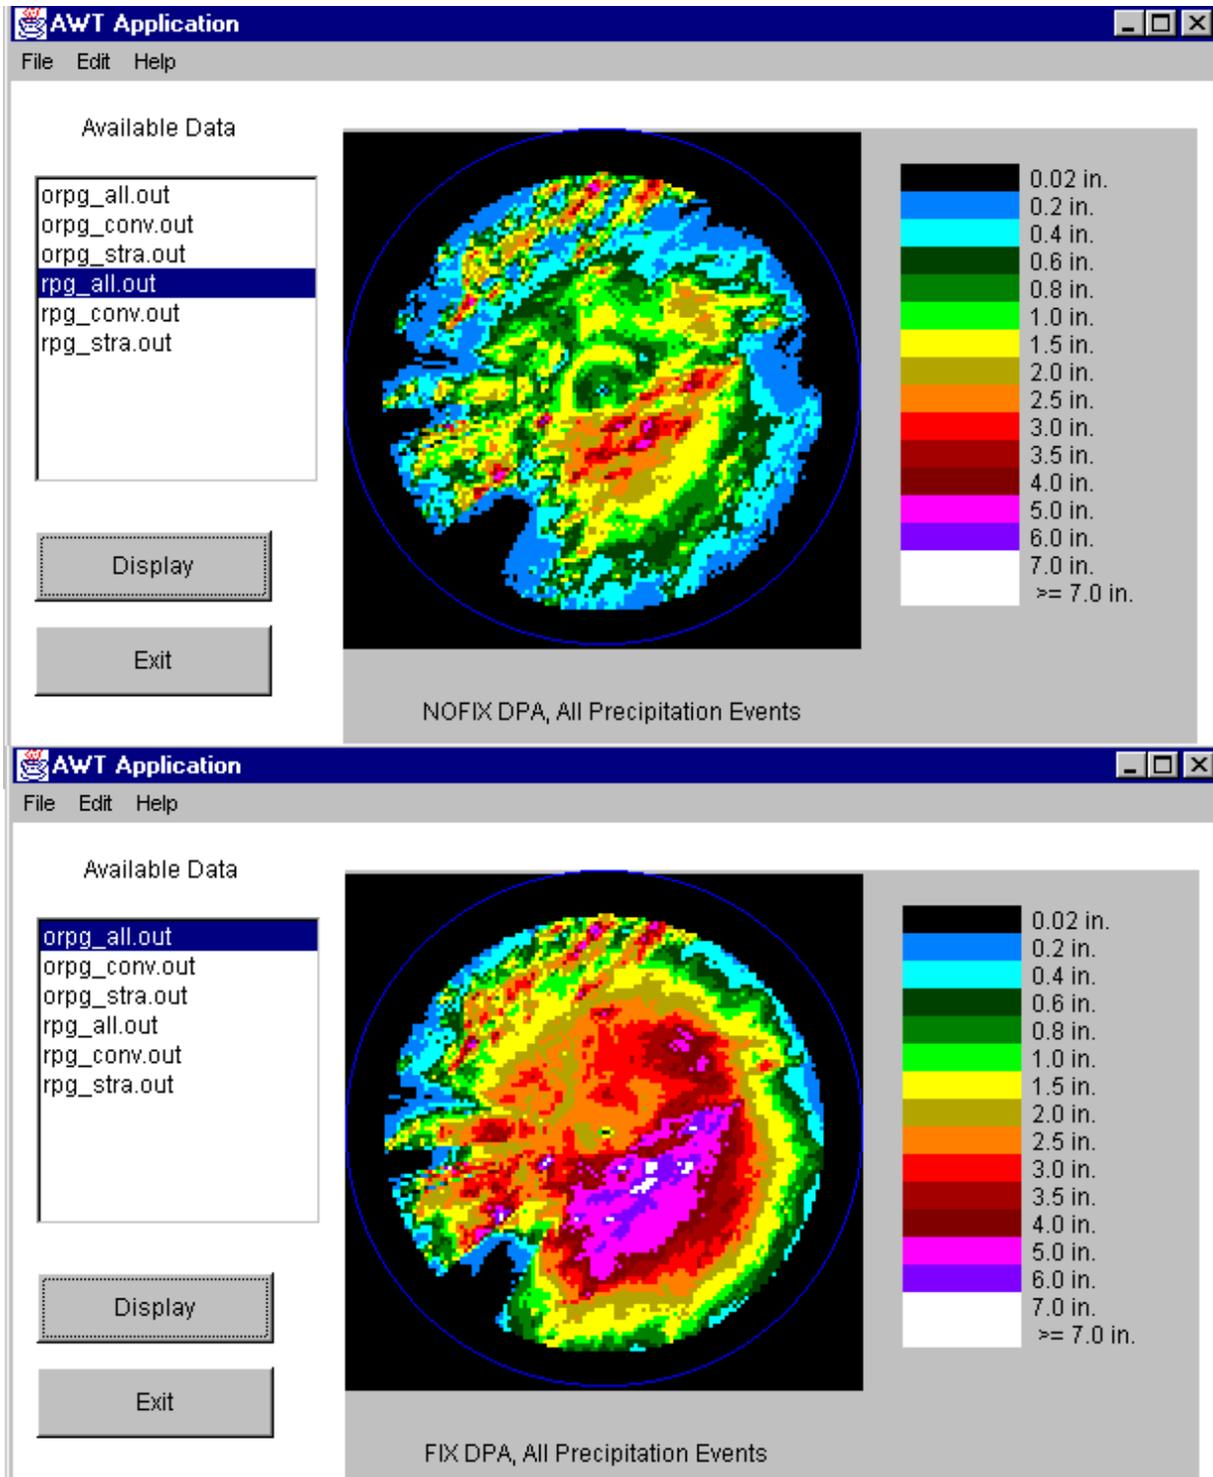 AWT Application
File Edit Help
Available Data
orpg_all.out
orpg_conv.out
orpg_stra.out
rpg_all.out
rpg_conv.out
rpg_stra.out
Display
Exit
0.02 in.
0.2 in.
0.4 in.
0.6 in.
0.8 in.
1.0 in.
1.5 in.
2.0 in.
2.5 in.
3.0 in.
3.5 in.
4.0 in.
5.0 in.
6.0 in.
7.0 in.
>= 7.0 in.
NOFIX DPA, All Precipitation Events
AWT Application
File Edit Help
Available Data
orpg_all.out
orpg_conv.out
orpg_stra.out
rpg_all.out
rpg_conv.out
rpg_stra.out
Display
Exit
0.02 in.
0.2 in.
0.4 in.
0.6 in.
0.8 in.
1.0 in.
1.5 in.
2.0 in.
2.5 in.
3.0 in.
3.5 in.
4.0 in.
5.0 in.
6.0 in.
7.0 in.
>= 7.0 in.
FIX DPA, All Precipitation Events